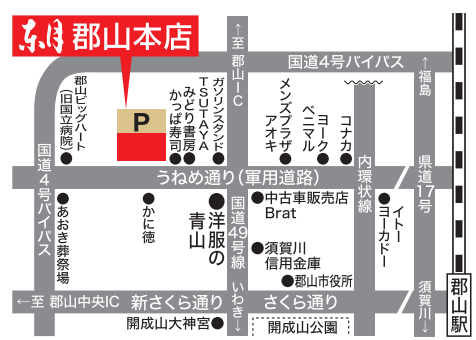 東月 郡山本店
↑至 郡山IC
国道4号バイパス
↑福島
郡山ビッグハート
(旧国立病院)
P
かっぱ寿司
みどり書房
TSUTAYA
ガソリンスタンド
メンズプラザ
アオキ
ヨーク
ベニマル
コナカ
国道4号バイパス
うねめ通り(軍用道路)
内環状線
県道17号
あおき葬祭場
かに徳
洋服の
青山
国道49号線
中古車販売店
Brat
イトー
ヨーカドー
須賀川
信用金庫
郡山市役所
郡山駅
←至 郡山中央IC
新さくら通り
いわき↓
さくら通り
須賀川↓
開成山大神宮
開成山公園